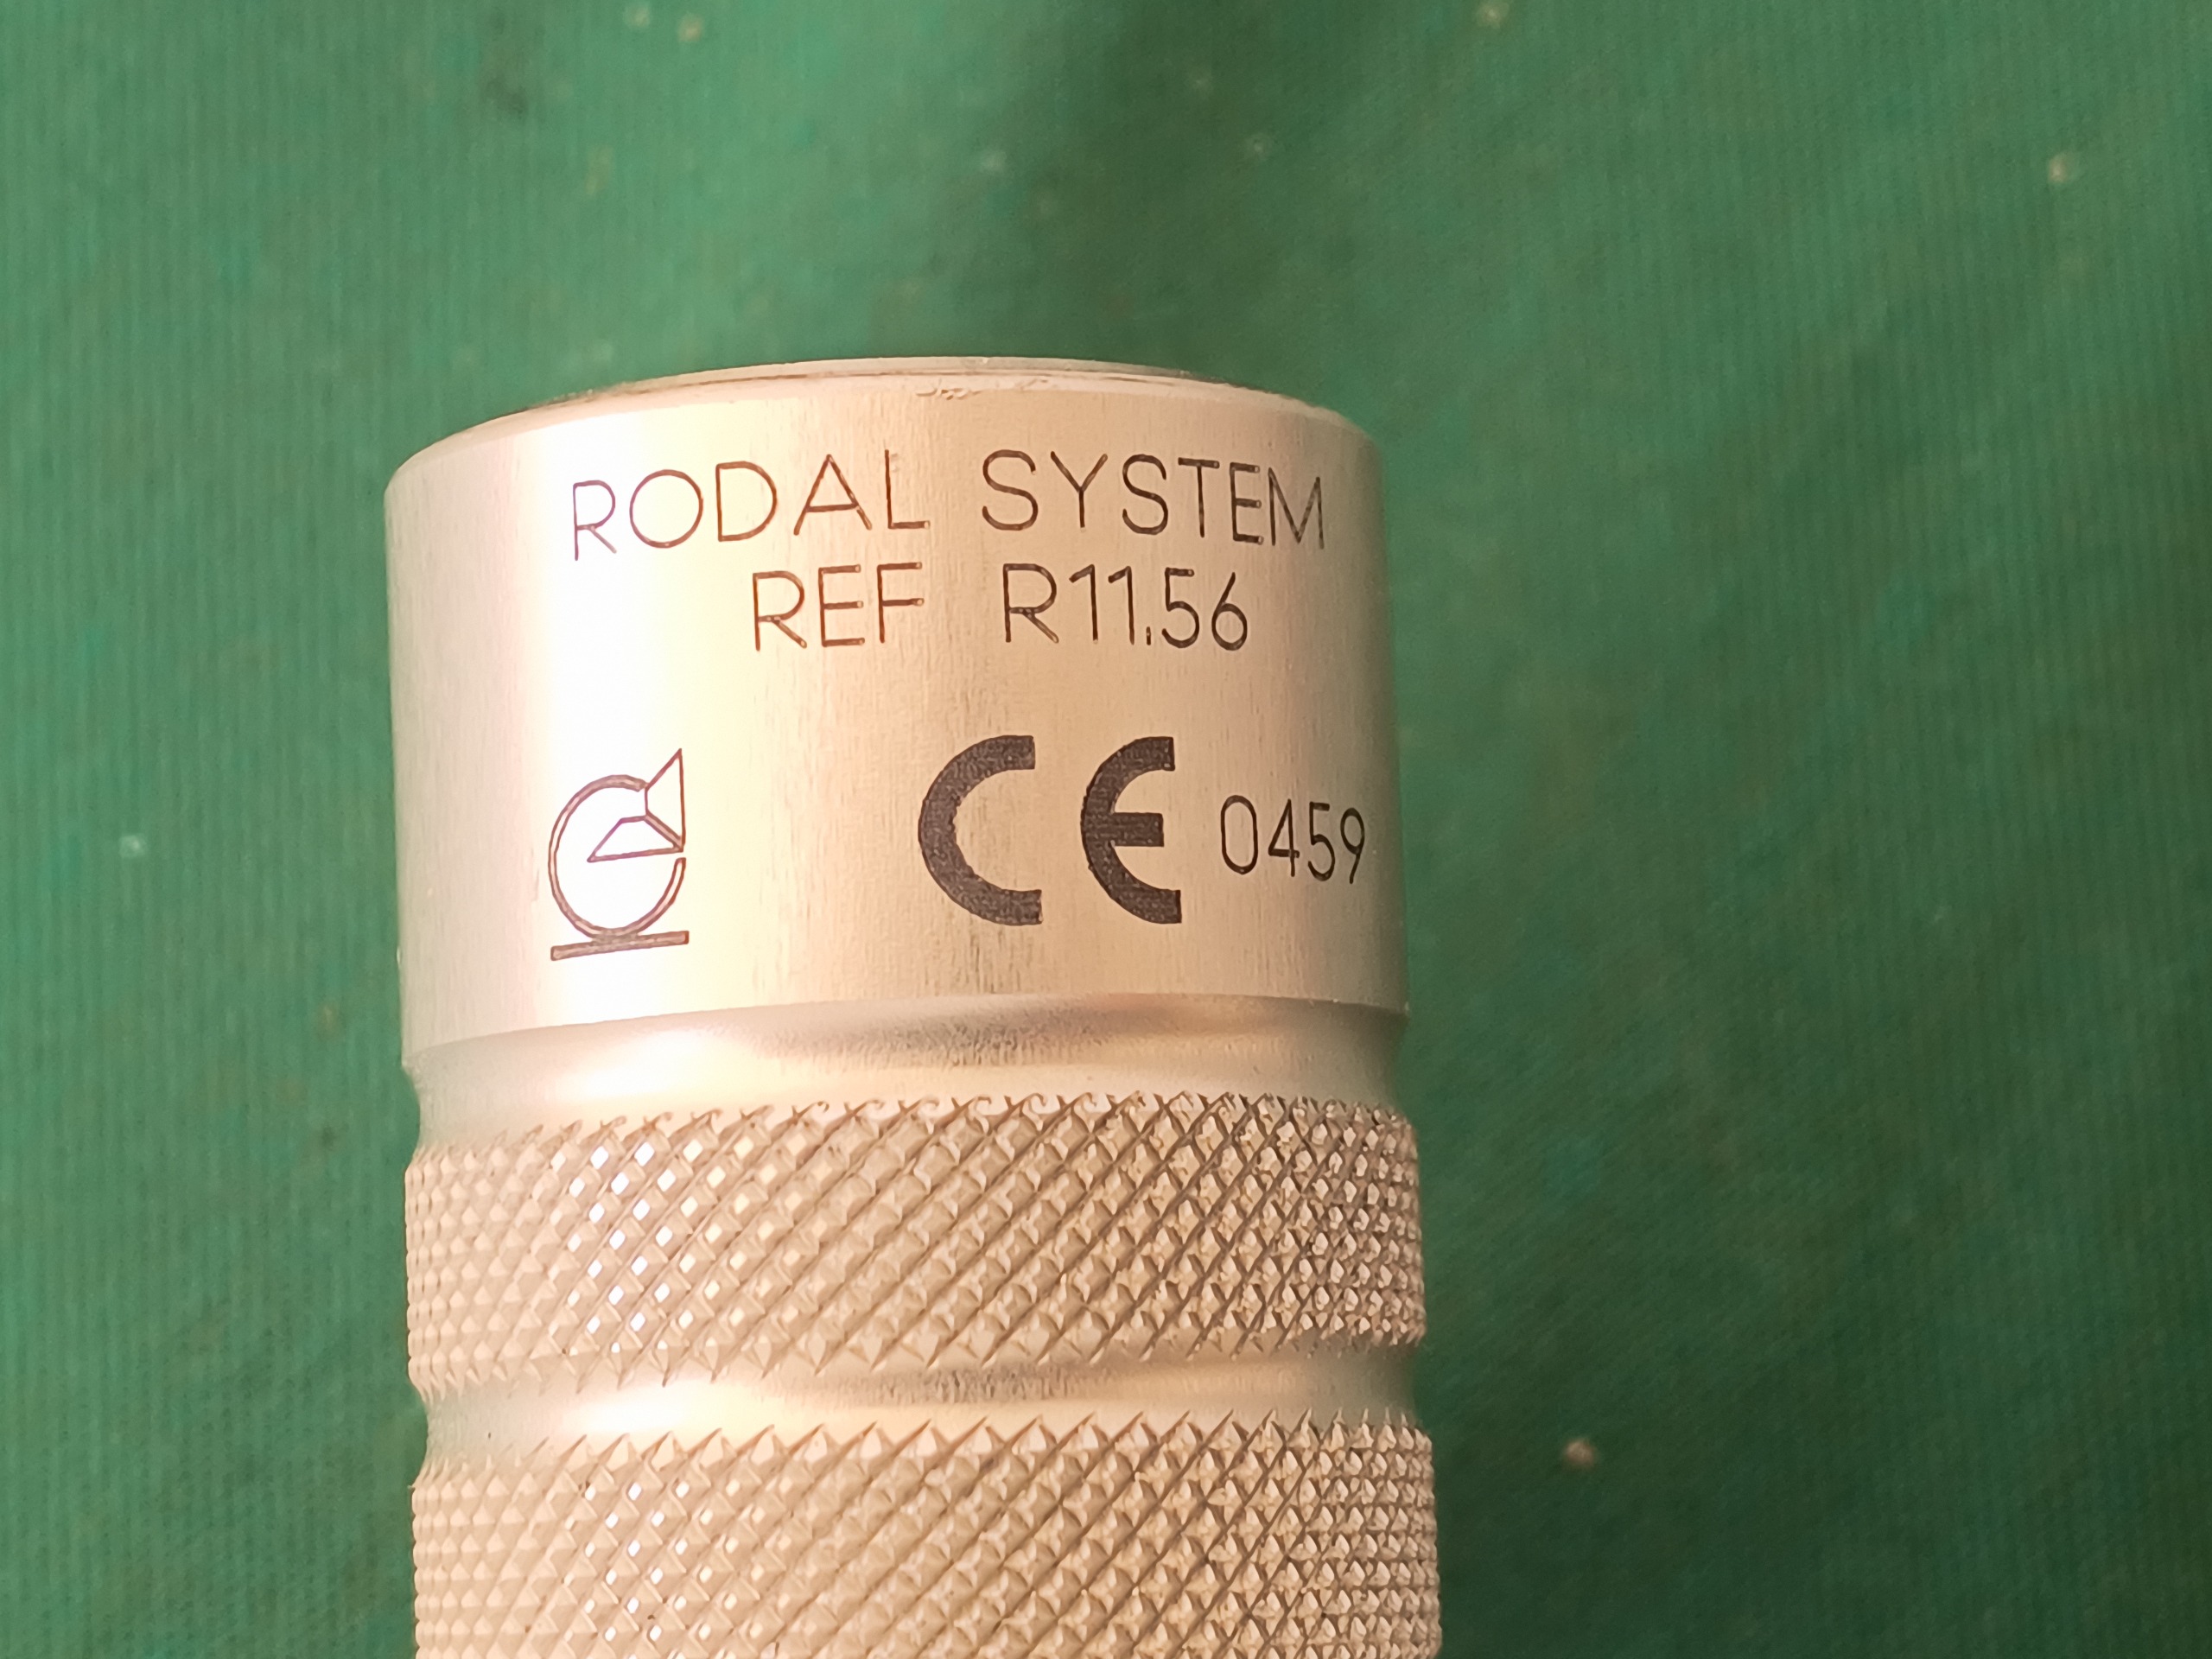 RODAL SYSTEM
REF R11.56
CE 0459